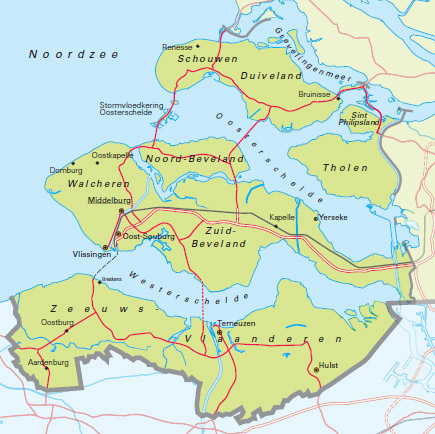 Noordzee
Renesse
Schouwen
Grevelingenmeer
Duiveland
Bruinisse
Stormvloedkering
Oosterschelde
Sint
Philipsland
Oosterschelde
Oostkapelle
Domburg
Noord-Beveland
Tholen
Walcheren
Middelburg
Kapelle
Yerseke
Oost-Souburg
Zuid-
Beveland
Vlissingen
Westerschelde
Breskens
Zeeuws-
Vlaanderen
Oostburg
Terneuzen
Aardenburg
Hulst